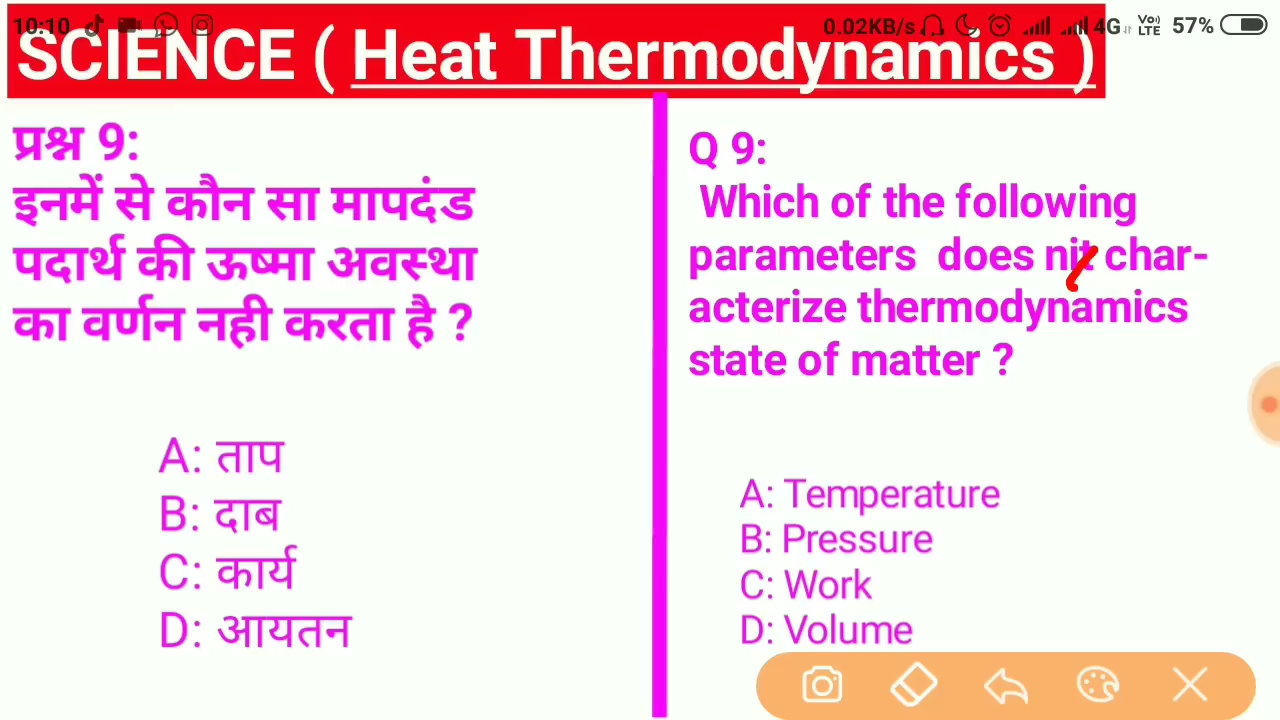 10:10 0.02KB/s 4G Vo) LTE 57%
SCIENCE ( Heat Thermodynamics )
प्रश्न 9:
इनमें से कौन सा मापदंड
पदार्थ की ऊष्मा अवस्था
का वर्णन नही करता है ?
A: ताप
B: दाब
C: कार्य
D: आयतन
Q 9:
Which of the following
parameters does nit char-
acterize thermodynamics
state of matter ?
A: Temperature
B: Pressure
C: Work
D: Volume